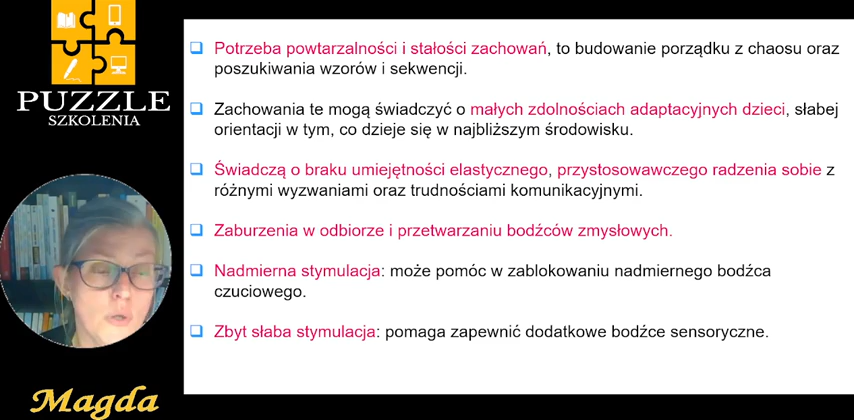 PUZZLE
SZKOLENIA
Potrzeba powtarzalności i stałości zachowań, to budowanie porządku z chaosu oraz
poszukiwania wzorów i sekwencji.
Zachowania te mogą świadczyć o małych zdolnościach adaptacyjnych dzieci, słabej
orientacji w tym, co dzieje się w najbliższym środowisku.
Świadczą o braku umiejętności elastycznego, przystosowawczego radzenia sobie z
różnymi wyzwaniami oraz trudnościami komunikacyjnymi.
Zaburzenia w odbiorze i przetwarzaniu bodźców zmysłowych.
Nadmierna stymulacja: może pomóc w zablokowaniu nadmiernego bodźca
czuciowego.
Zbyt słaba stymulacja: pomaga zapewnić dodatkowe bodźce sensoryczne.
Magda